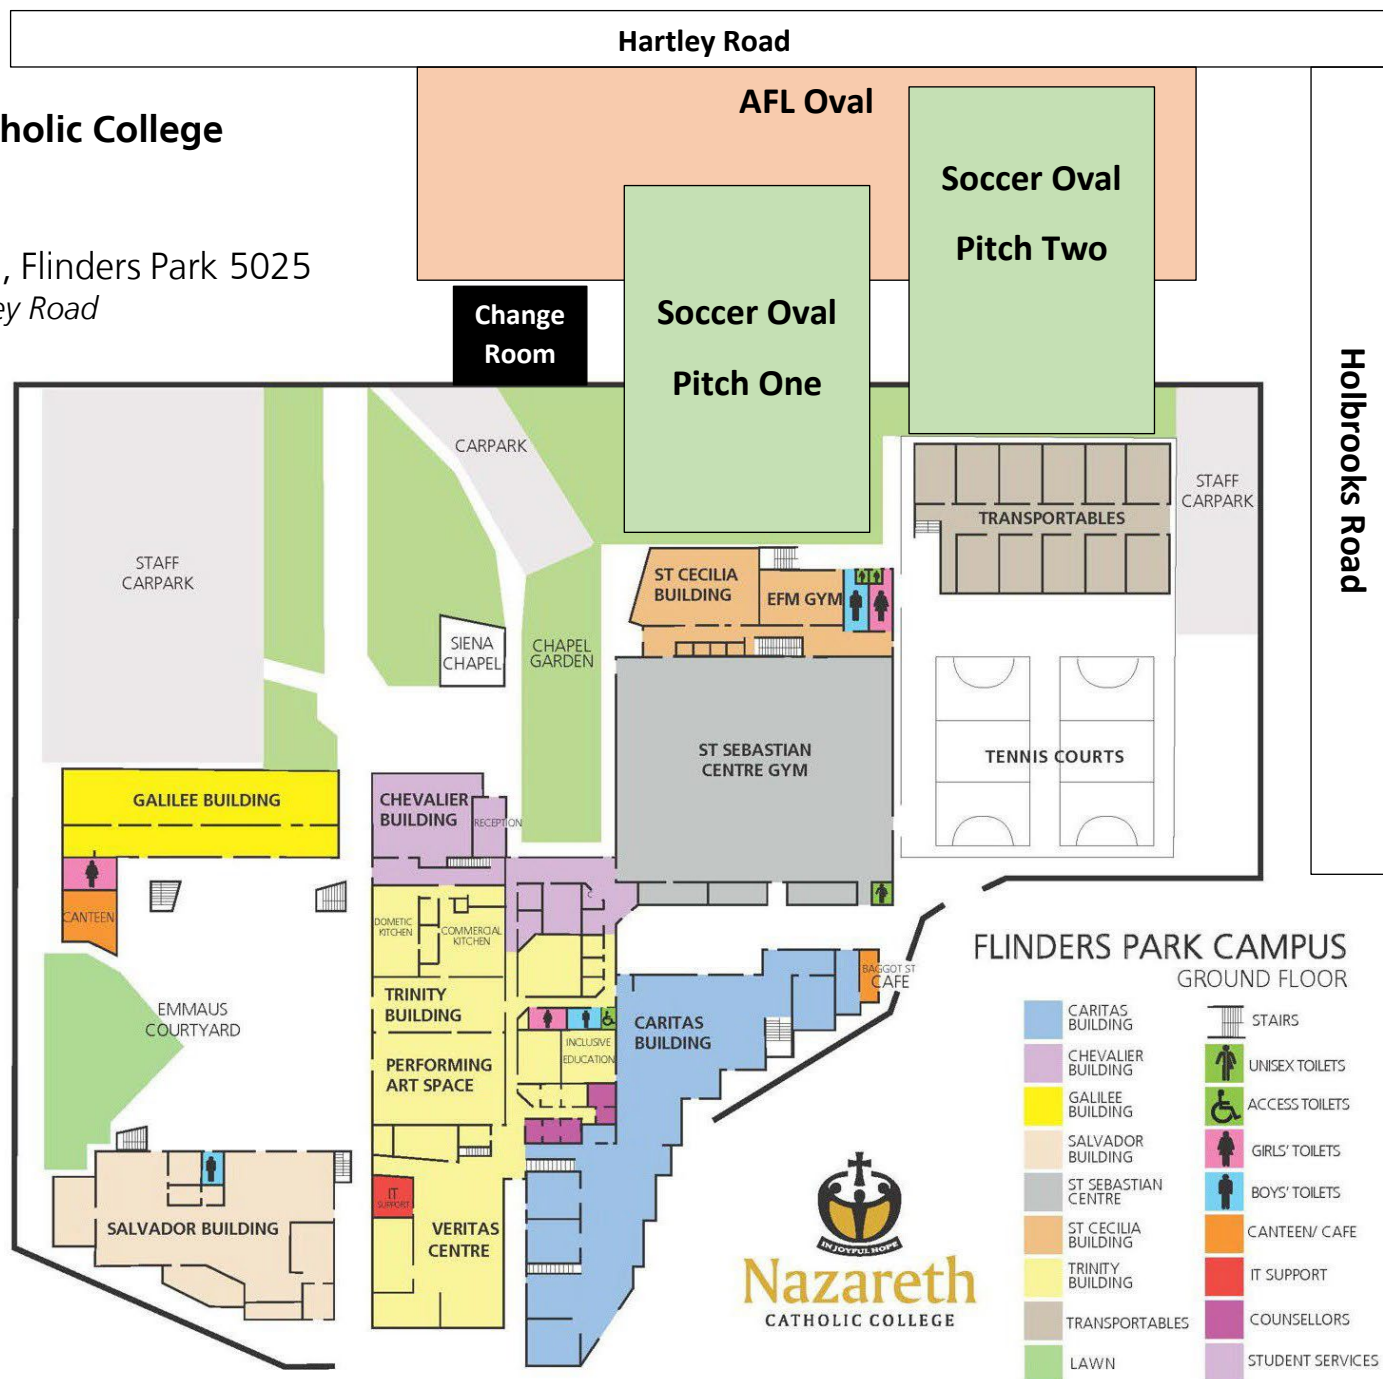 Hartley Road
AFL Oval
holic College
Soccer Oval
Pitch Two
, Flinders Park 5025
ey Road
Soccer Oval
Pitch One
Change
Room
Holbrooks Road
CARPARK
STAFF
CARPARK
TRANSPORTABLES
STAFF
CARPARK
ST CECILIA
BUILDING
EFM GYM
SIENA
CHAPEL
CHAPEL
GARDEN
ST SEBASTIAN
CENTRE GYM
TENNIS COURTS
GALILEE BUILDING
CHEVALIER
BUILDING
RECEPTION
CANTEEN
DOMETIC
KITCHEN
COMMERCIAL
KITCHEN
C
BAGGOT ST
CAFE
EMMAUS
COURTYARD
TRINITY
BUILDING
CARITAS
BUILDING
INCLUSIVE
EDUCATION
PERFORMING
ART SPACE
IT
SUPPORT
VERITAS
CENTRE
SALVADOR BUILDING
FLINDERS PARK CAMPUS
GROUND FLOOR
CARITAS
BUILDING
CHEVALIER
BUILDING
GALILEE
BUILDING
SALVADOR
BUILDING
ST SEBASTIAN
CENTRE
ST CECILIA
BUILDING
TRINITY
BUILDING
TRANSPORTABLES
LAWN
STAIRS
UNISEX TOILETS
ACCESS TOILETS
GIRLS' TOILETS
BOYS' TOILETS
CANTEEN/ CAFE
IT SUPPORT
COUNSELLORS
STUDENT SERVICES
IN JOYFUL HOPE
Nazareth
CATHOLIC COLLEGE